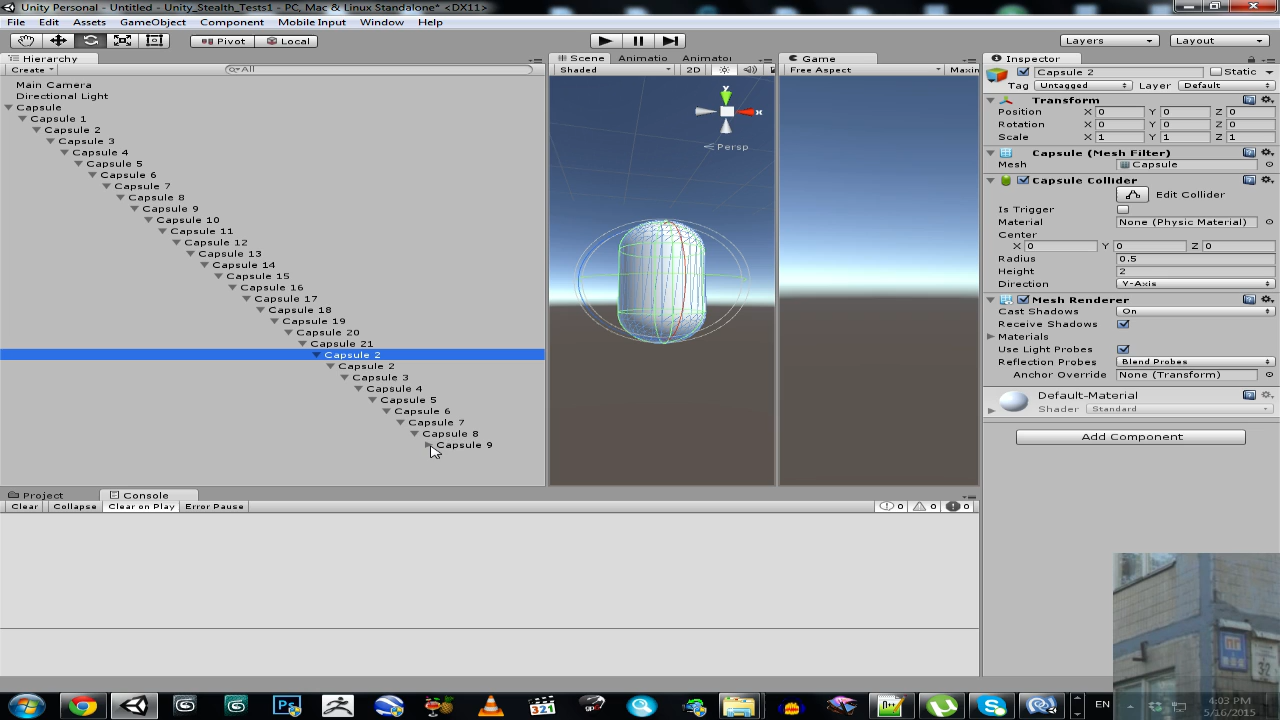 Unity Personal - Untitled - Unity_Stealth_Tests1 - PC, Mac & Linux Standalone* <DX11>
File Edit Assets GameObject Component Mobile Input Window Help
Pivot Local Layers Layout
Hierarchy
Create All
Main Camera
Directional Light
Capsule
Capsule 1
Capsule 2
Capsule 3
Capsule 4
Capsule 5
Capsule 6
Capsule 7
Capsule 8
Capsule 9
Capsule 10
Capsule 11
Capsule 12
Capsule 13
Capsule 14
Capsule 15
Capsule 16
Capsule 17
Capsule 18
Capsule 19
Capsule 20
Capsule 21
Capsule 2
Capsule 2
Capsule 3
Capsule 4
Capsule 5
Capsule 6
Capsule 7
Capsule 8
Capsule 9
Scene Animatio Animator
Shaded 2D
y
x
Persp
Game
Free Aspect Maxin
Inspector
Capsule 2 Static
Tag Untagged Layer Default
Transform
Position X 0 Y 0 Z 0
Rotation X 0 Y 0 Z 0
Scale X 1 Y 1 Z 1
Capsule (Mesh Filter)
Mesh Capsule
Capsule Collider
Edit Collider
Is Trigger
Material None (Physic Material)
Center
X 0 Y 0 Z 0
Radius 0.5
Height 2
Direction Y-Axis
Mesh Renderer
Cast Shadows On
Receive Shadows
Materials
Use Light Probes
Reflection Probes Blend Probes
Anchor Override None (Transform)
Default-Material
Shader Standard
Add Component
Project Console
Clear Collapse Clear on Play Error Pause 0 0 0
32
Ps 321 EN 4:03 PM
5/16/2015